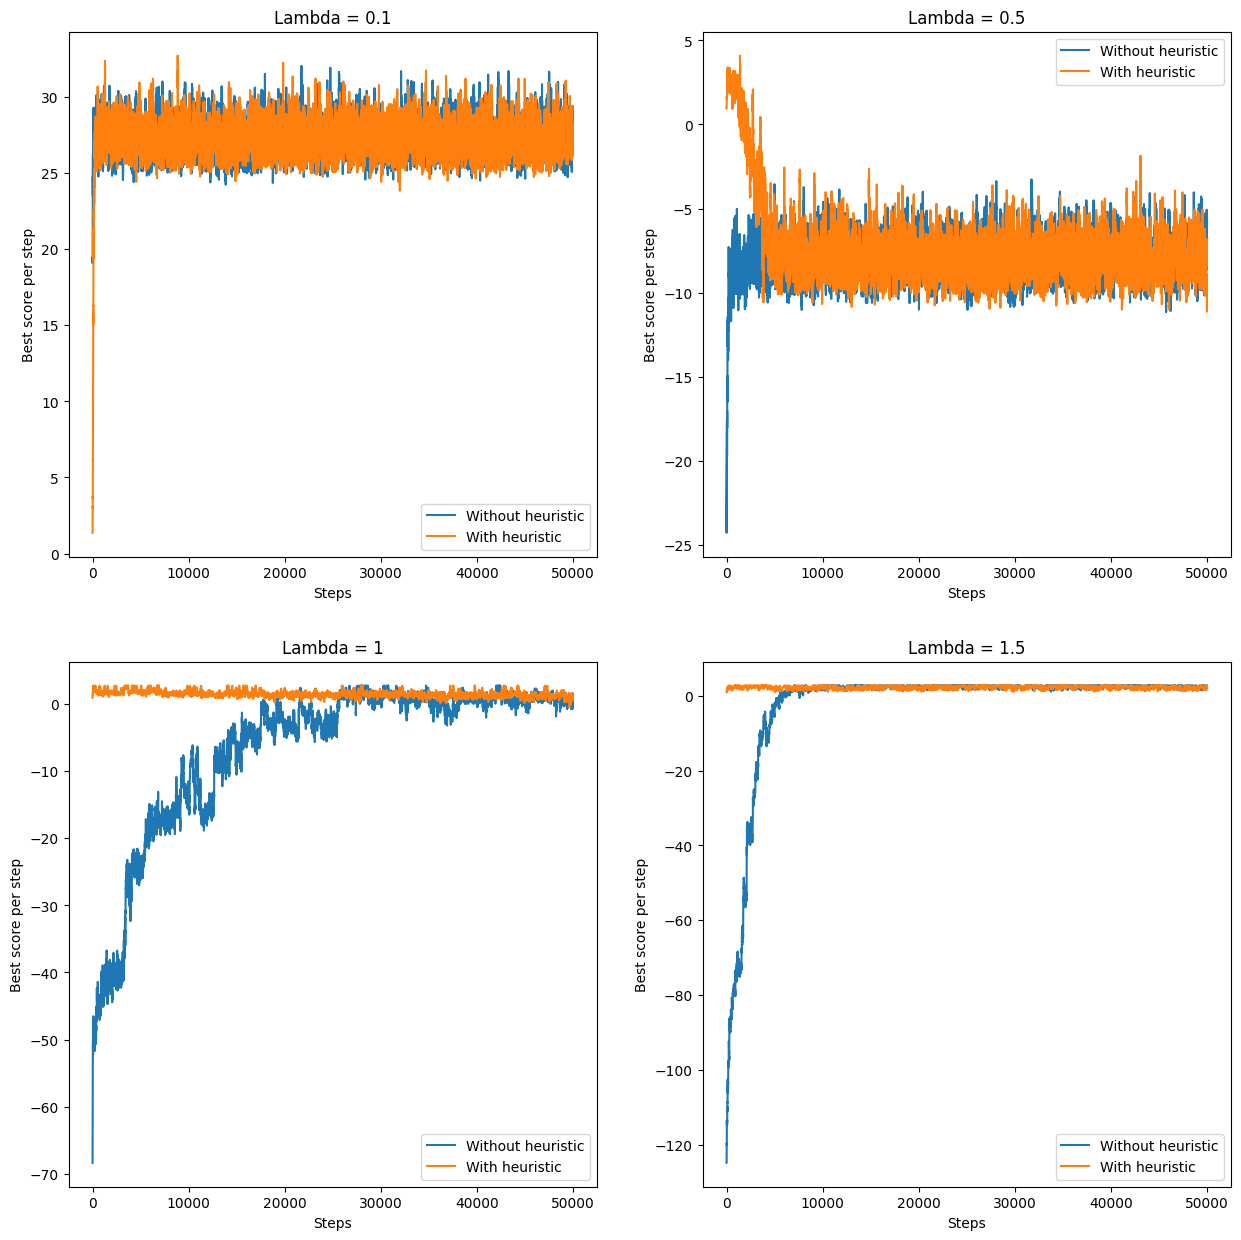 Lambda = 0.1
Best score per step
30
25
20
15
10
5
0
Without heuristic
With heuristic
0 10000 20000 30000 40000 50000
Steps
Lambda = 0.5
Best score per step
5
0
−5
−10
−15
−20
−25
Without heuristic
With heuristic
0 10000 20000 30000 40000 50000
Steps
Lambda = 1
Best score per step
0
−10
−20
−30
−40
−50
−60
−70
Without heuristic
With heuristic
0 10000 20000 30000 40000 50000
Steps
Lambda = 1.5
Best score per step
0
−20
−40
−60
−80
−100
−120
Without heuristic
With heuristic
0 10000 20000 30000 40000 50000
Steps